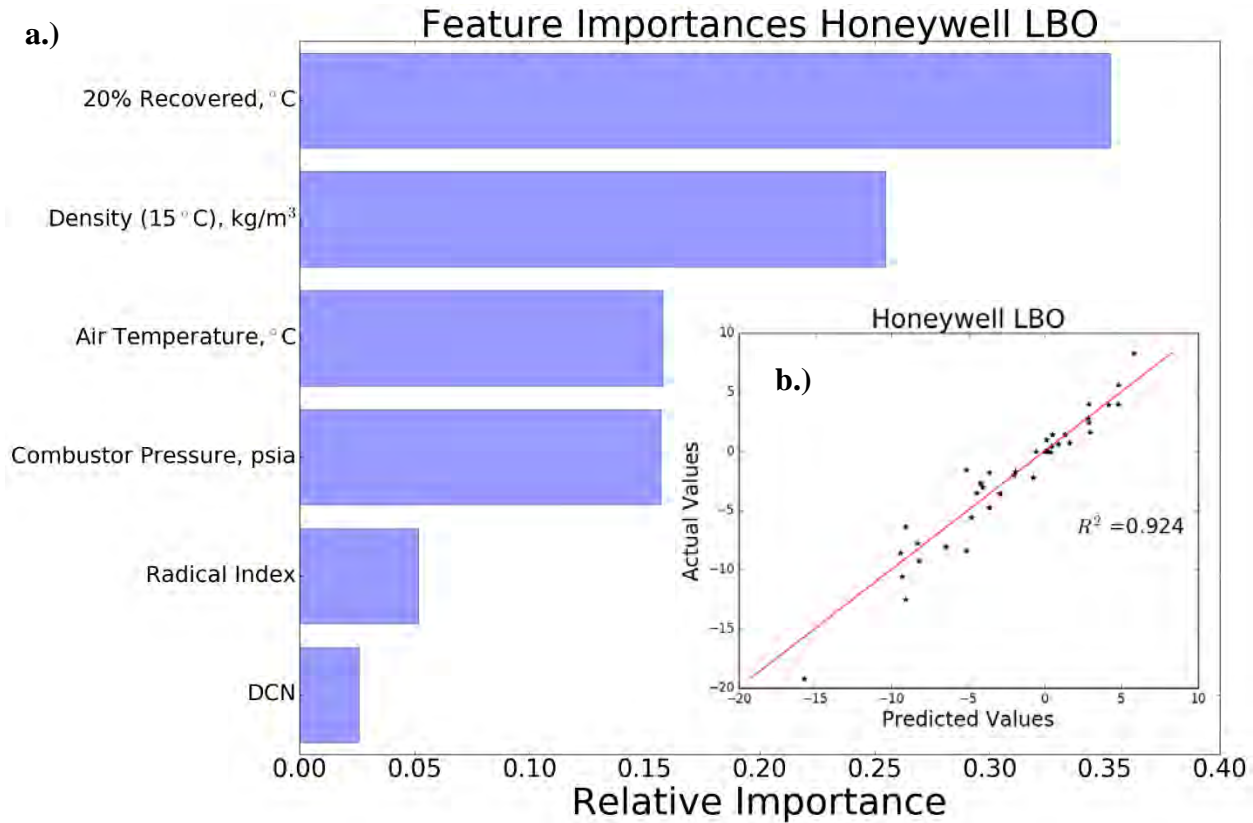 a.)
Feature Importances Honeywell LBO
20% Recovered, °C
Density (15°C), kg/m³
Air Temperature, °C
Combustor Pressure, psia
Radical Index
DCN
0.00 0.05 0.10 0.15 0.20 0.25 0.30 0.35 0.40
Relative Importance
Honeywell LBO
b.)
10
5
0
−5
−10
−15
−20
Actual Values
R² =0.924
−20 −15 −10 −5 0 5 10
Predicted Values